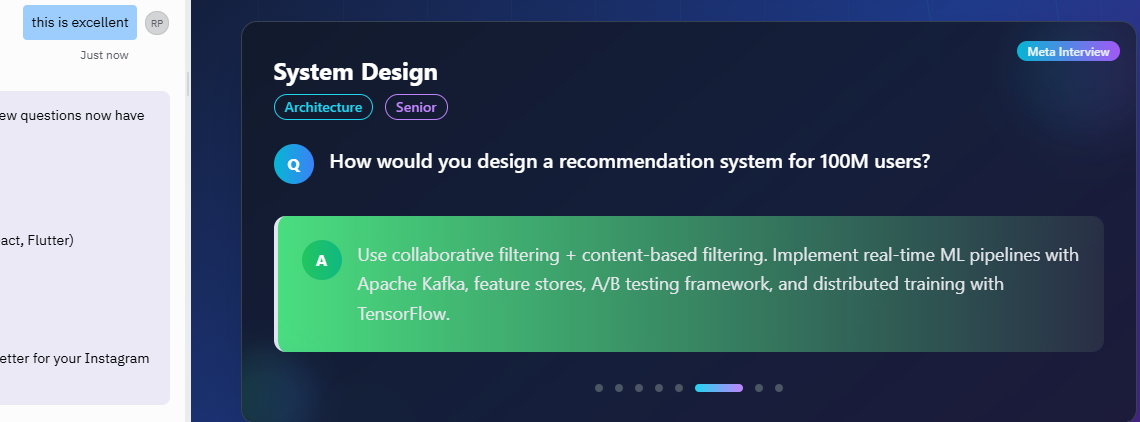 this is excellent
RP
Just now
ew questions now have
act, Flutter)
etter for your Instagram
Meta Interview
System Design
Architecture
Senior
Q
How would you design a recommendation system for 100M users?
A
Use collaborative filtering + content-based filtering. Implement real-time ML pipelines with
Apache Kafka, feature stores, A/B testing framework, and distributed training with
TensorFlow.